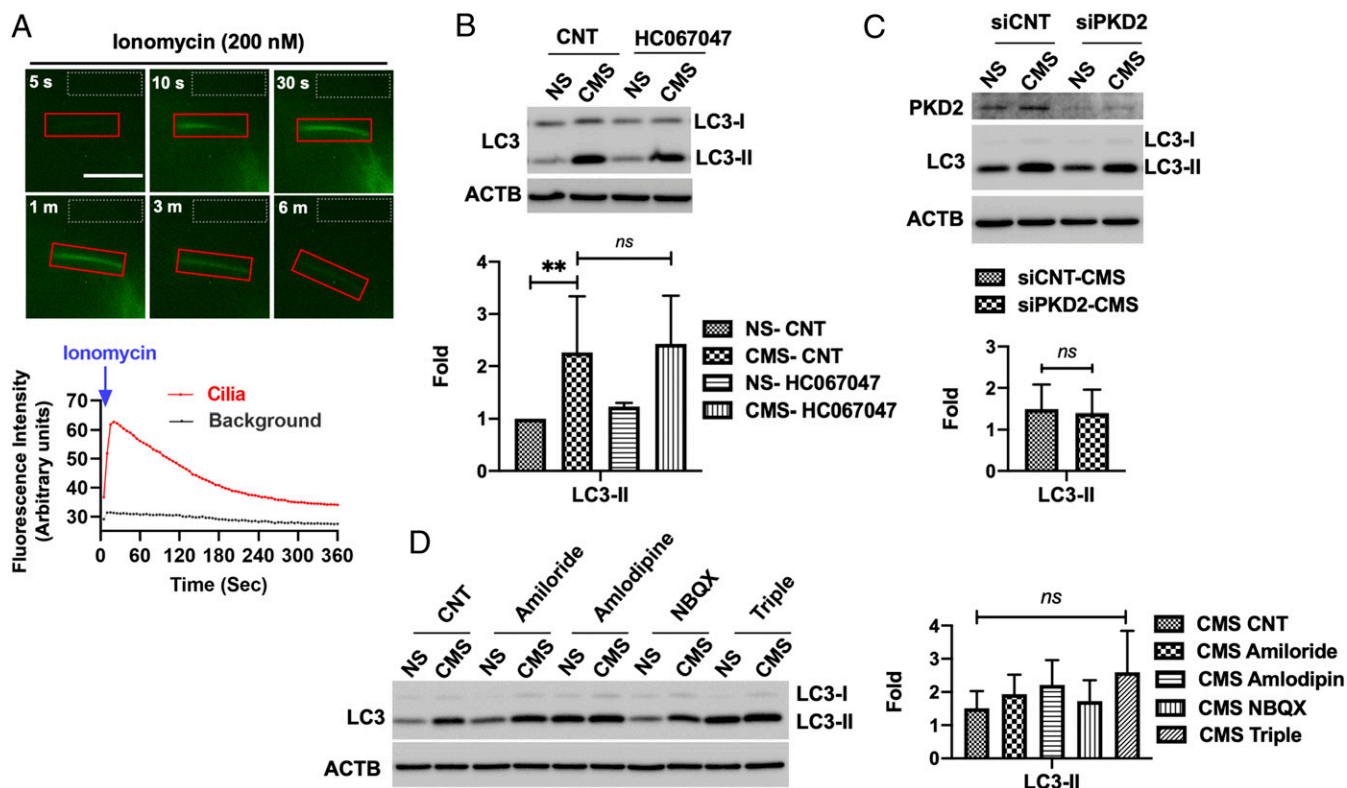 A
Ionomycin (200 nM)
5 s
10 s
30 s
1 m
3 m
6 m
Ionomycin
Cilia
Background
Fluorescence Intensity
(Arbitrary units)
70
60
50
40
30
0 60 120 180 240 300 360
Time (Sec)
B
CNT HC067047
NS CMS NS CMS
LC3
LC3-I
LC3-II
ACTB
ns
**
Fold
4
3
2
1
0
LC3-II
NS- CNT
CMS- CNT
NS- HC067047
CMS- HC067047
C
siCNT siPKD2
NS CMS NS CMS
PKD2
LC3
LC3-I
LC3-II
ACTB
siCNT-CMS
siPKD2-CMS
ns
Fold
3
2
1
0
LC3-II
D
CNT Amiloride Amlodipine NBQX Triple
NS CMS NS CMS NS CMS NS CMS NS CMS
LC3
LC3-I
LC3-II
ACTB
ns
Fold
4
3
2
1
0
LC3-II
CMS CNT
CMS Amiloride
CMS Amlodipin
CMS NBQX
CMS Triple